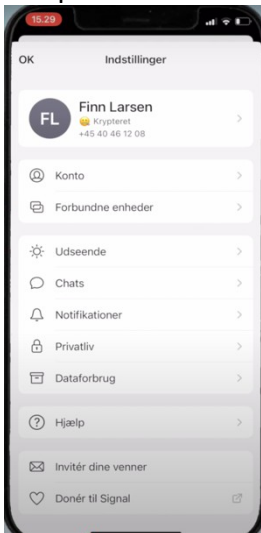 15.29
OK
Indstillinger
FL
Finn Larsen
Krypteret
+45 40 46 12 08
Konto
Forbundne enheder
Udseende
Chats
Notifikationer
Privatliv
Dataforbrug
Hjælp
Invitér dine venner
Donér til Signal